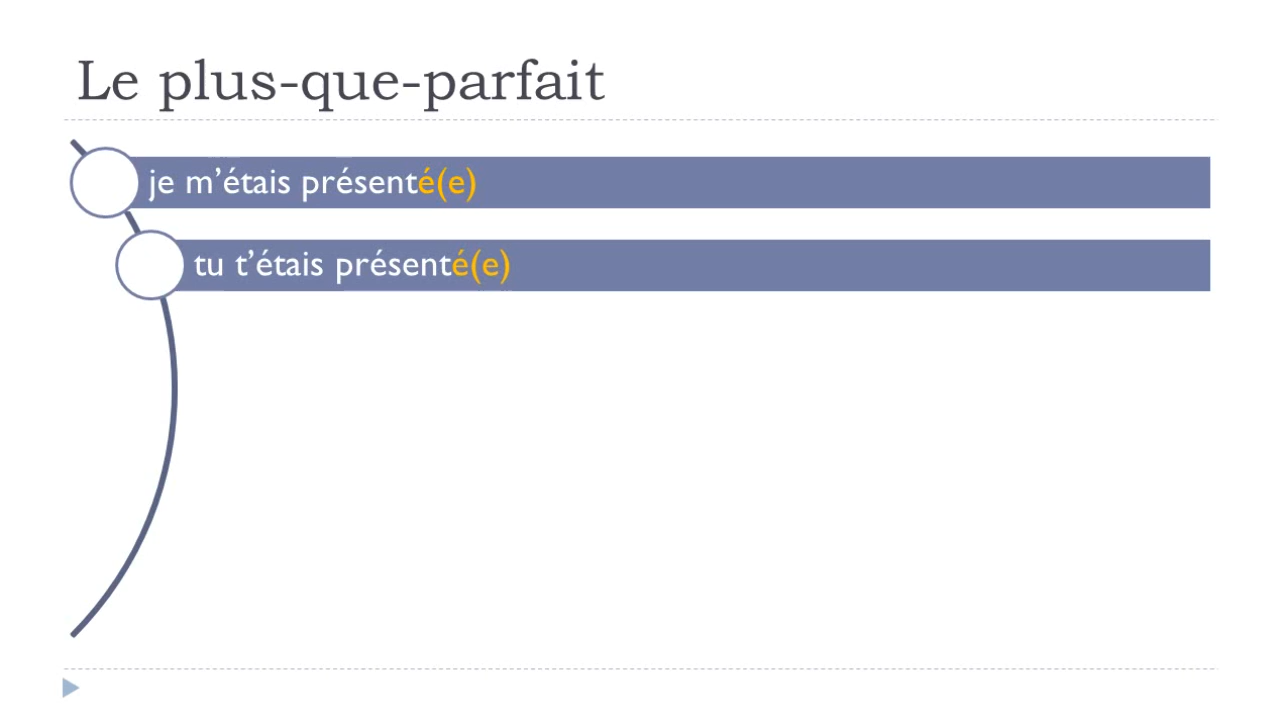 Le plus-que-parfait
je m’étais présenté(e)
tu t’étais présenté(e)